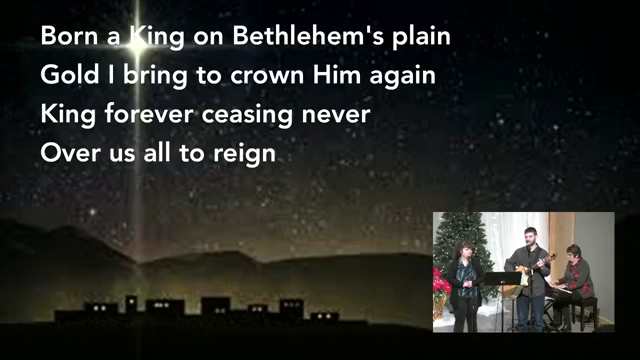 Born a King on Bethlehem's plain
Gold I bring to crown Him again
King forever ceasing never
Over us all to reign